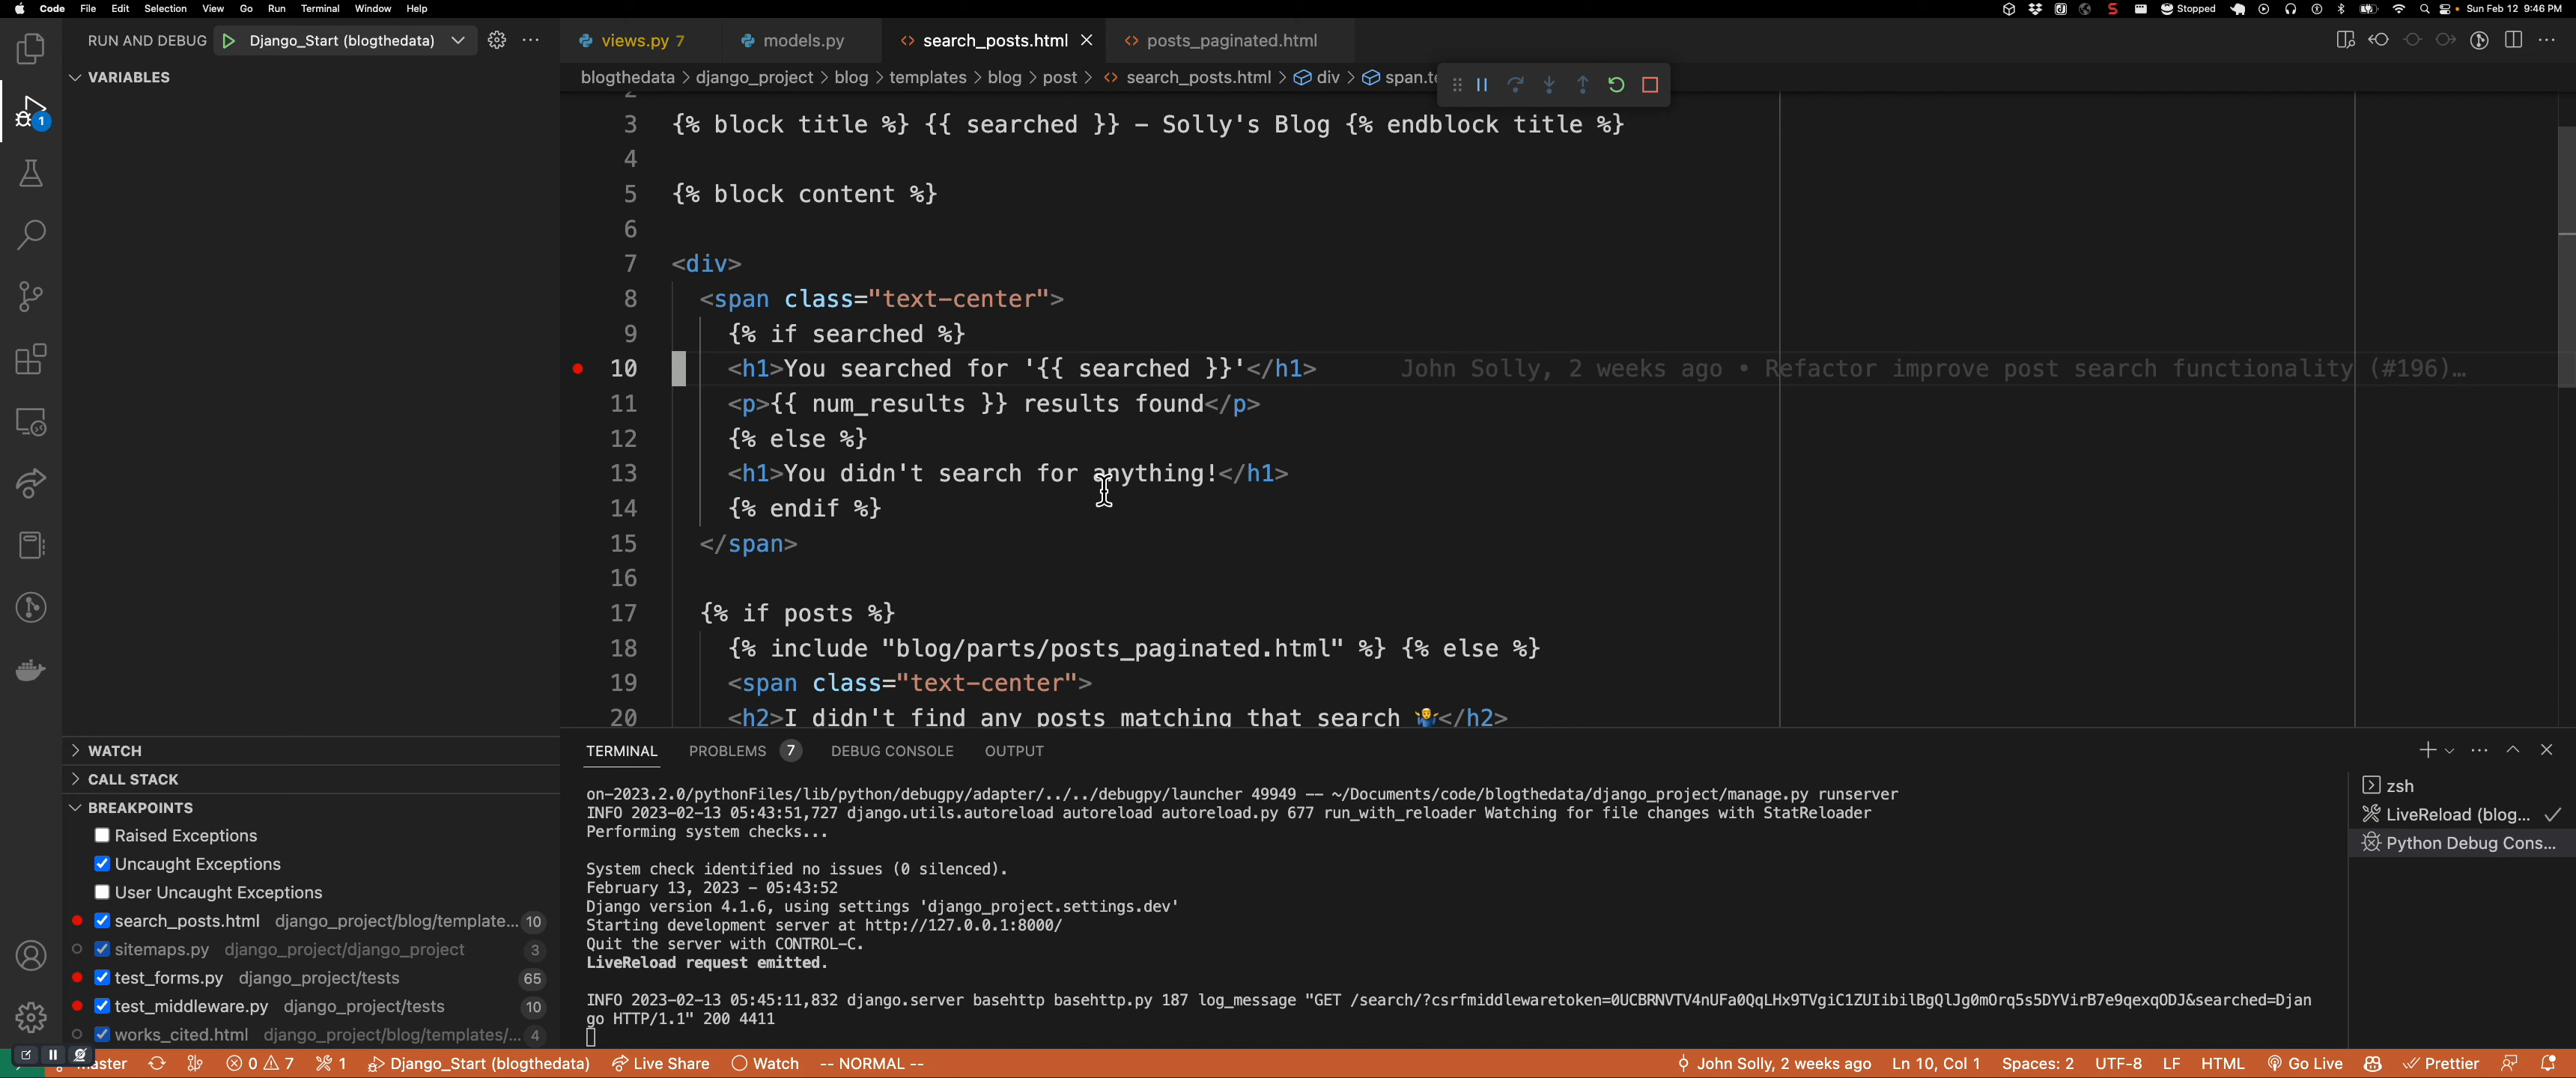 Code File Edit Selection View Go Run Terminal Window Help
Stopped Sun Feb 12 9:46 PM
RUN AND DEBUG Django_Start (blogthedata)
views.py 7 models.py search_posts.html posts_paginated.html
VARIABLES
blogthedata > django_project > blog > templates > blog > post > search_posts.html > div >
1
3 {% block title %} {{ searched }} – Solly's Blog {% endblock title %}
4
5 {% block content %}
6
7 <div>
8 <span class="text-center">
9 {% if searched %}
10 <h1>You searched for '{{ searched }}'</h1> John Solly, 2 weeks ago • Refactor improve post search functionality (#196)…
11 <p>{{ num_results }} results found</p>
12 {% else %}
13 <h1>You didn't search for anything!</h1>
14 {% endif %}
15 </span>
16
17 {% if posts %}
18 {% include "blog/parts/posts_paginated.html" %} {% else %}
19 <span class="text-center">
20 <h2>I didn't find any posts matching that search 🤷‍♂️</h2>
WATCH
CALL STACK
BREAKPOINTS
Raised Exceptions
Uncaught Exceptions
User Uncaught Exceptions
search_posts.html django_project/blog/template... 10
sitemaps.py django_project/django_project 3
test_forms.py django_project/tests 65
test_middleware.py django_project/tests 10
works_cited.html django_project/blog/templates/... 4
TERMINAL PROBLEMS 7 DEBUG CONSOLE OUTPUT
on-2023.2.0/pythonFiles/lib/python/debugpy/adapter/../../debugpy/launcher 49949 -- ~/Documents/code/blogthedata/django_project/manage.py runserver
INFO 2023-02-13 05:43:51,727 django.utils.autoreload autoreload autoreload.py 677 run_with_reloader Watching for file changes with StatReloader
Performing system checks...
System check identified no issues (0 silenced).
February 13, 2023 - 05:43:52
Django version 4.1.6, using settings 'django_project.settings.dev'
Starting development server at http://127.0.0.1:8000/
Quit the server with CONTROL-C.
LiveReload request emitted.
INFO 2023-02-13 05:45:11,832 django.server basehttp basehttp.py 187 log_message "GET /search/?csrfmiddlewaretoken=0UCBRNVTV4nUFa0QqLHx9TVgiC1ZUIibilBgQlJg0mOrq5s5DYVirB7e9qexqODJ&searched=Djan
go HTTP/1.1" 200 4411
zsh
LiveReload (blog...
Python Debug Cons...
0 7 1 Django_Start (blogthedata) Live Share Watch -- NORMAL -- John Solly, 2 weeks ago Ln 10, Col 1 Spaces: 2 UTF-8 LF HTML Go Live Prettier